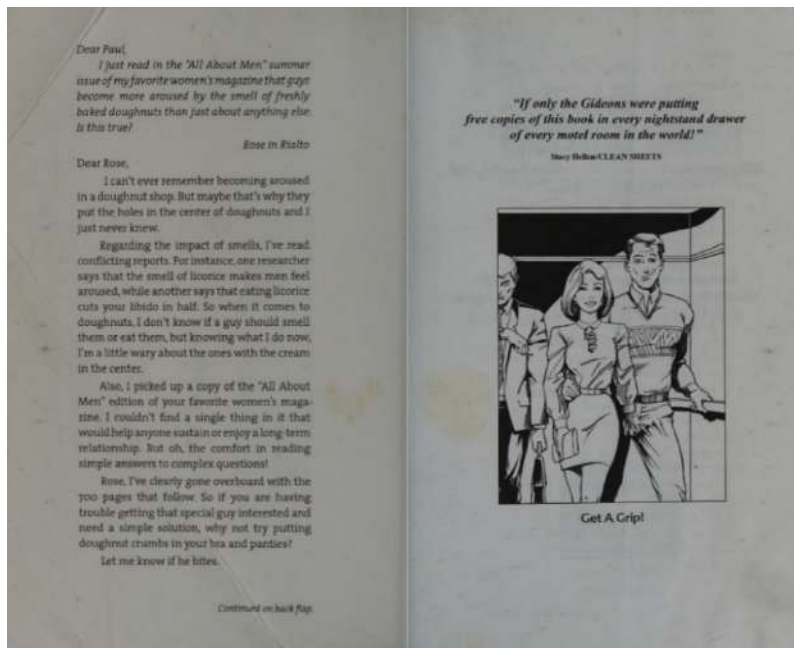 Dear Paul,
I just read in the "All About Men" summer
issue of my favorite women's magazine that guys
become more aroused by the smell of freshly
baked doughnuts than just about anything else.
Is this true?
Rose in Rialto
Dear Rose,
I can't ever remember becoming aroused
in a doughnut shop. But maybe that's why they
put the holes in the center of doughnuts and I
just never knew.
Regarding the impact of smells, I've read
conflicting reports. For instance, one researcher
says that the smell of licorice makes men feel
aroused, while another says that eating licorice
cuts your libido in half. So when it comes to
doughnuts, I don't know if a guy should smell
them or eat them, but knowing what I do now,
I'm a little wary about the ones with the cream
in the center.
Also, I picked up a copy of the "All About
Men" edition of your favorite women's maga-
zine. I couldn't find a single thing in it that
would help anyone sustain or enjoy a long-term
relationship. But oh, the comfort in reading
simple answers to complex questions!
Rose, I've clearly gone overboard with the
700 pages that follow. So if you are having
trouble getting that special guy interested and
need a simple solution, why not try putting
doughnut crumbs in your bra and panties?
Let me know if he bites.
Continued on back flap.
"If only the Gideons were putting
free copies of this book in every nightstand drawer
of every motel room in the world!"
CLEAN SHEETS
Get A Grip!